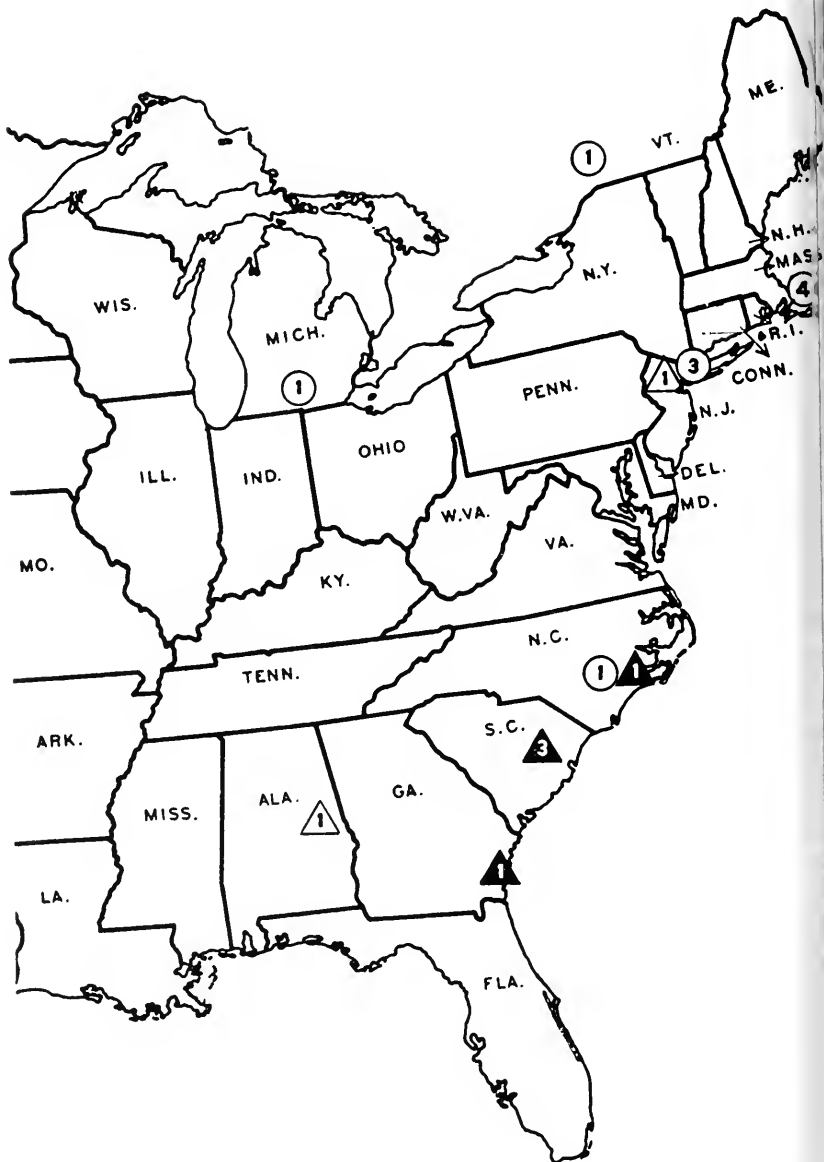 ME.
VT.
1
N.H.
MASS
N.Y.
4
WIS.
MICH.
R.I.
3
1
CONN.
1
PENN.
N.J.
OHIO
ILL.
IND.
DEL.
W.VA.
MD.
VA.
MO.
KY.
N.C.
1
1
TENN.
S.C.
ARK.
3
GA.
ALA.
MISS.
1
1
LA.
FLA.